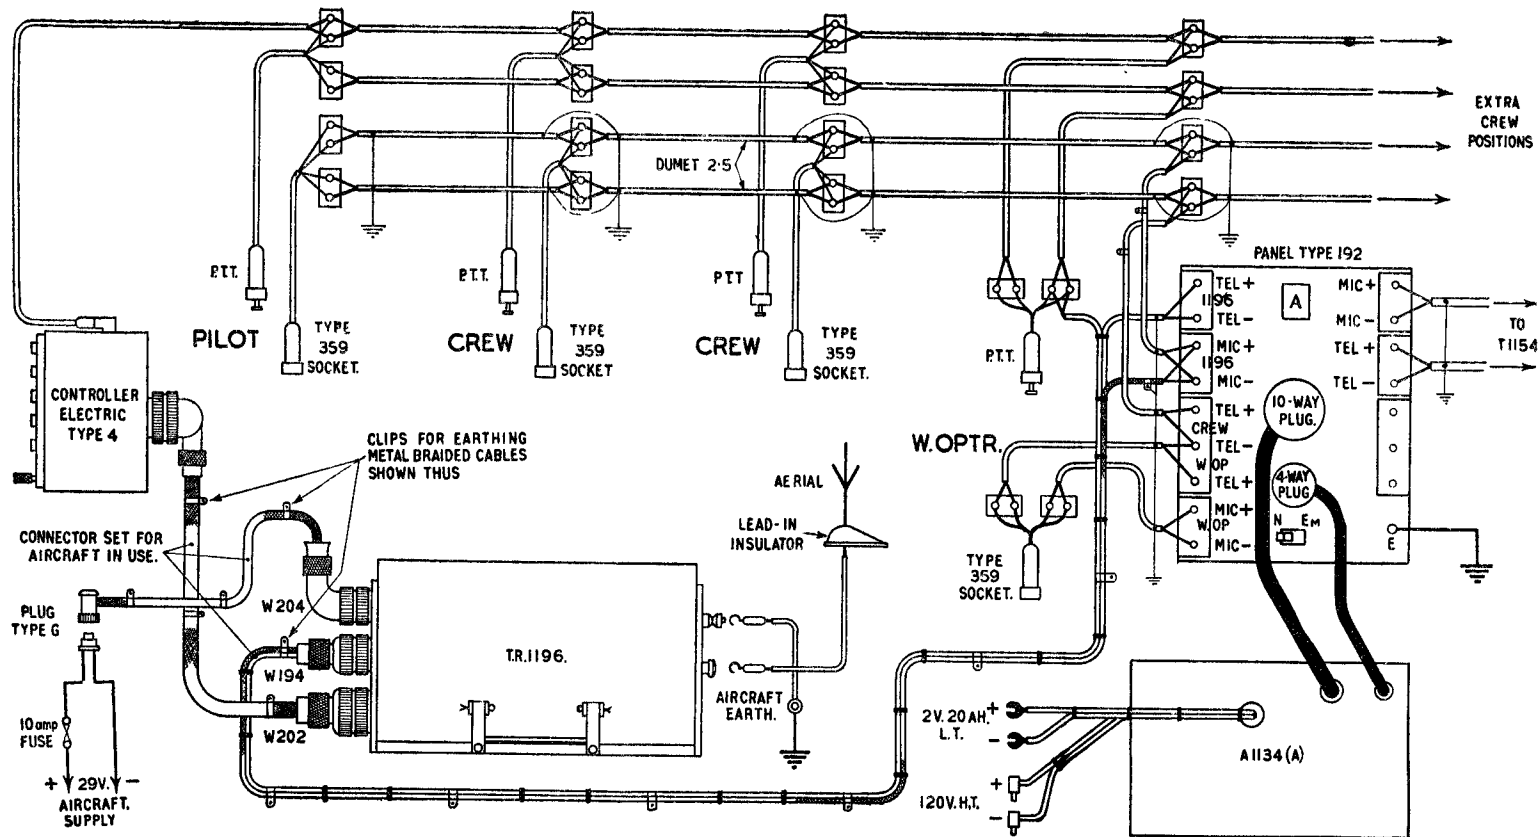 EXTRA
CREW
POSITIONS
DUMET 2·5
P.T.T.
P.T.T.
P.T.T
PANEL TYPE 192
PILOT
TYPE
359
SOCKET.
CREW
TYPE
359
SOCKET
CREW
TYPE
359
SOCKET.
P.T.T.
TEL +
1196
TEL -
A
MIC +
MIC -
TO
T1154
MIC +
1196
MIC -
TEL +
TEL -
CONTROLLER
ELECTRIC
TYPE 4
10-WAY
PLUG.
TEL +
CREW
TEL -
W.OP
TEL +
4-WAY
PLUG
MIC +
W.OP
MIC -
N
EM
E
CLIPS FOR EARTHING
METAL BRAIDED CABLES
SHOWN THUS
W.OPTR.
AERIAL
LEAD-IN
INSULATOR
TYPE
359
SOCKET.
CONNECTOR SET FOR
AIRCRAFT IN USE.
PLUG
TYPE G
W204
W194
W202
T.R.1196.
AIRCRAFT
EARTH.
10 amp
FUSE
+ 29V. -
AIRCRAFT.
SUPPLY
2V. 20 AH.
L.T.
+
-
120V. H.T.
+
-
A1134 (A)